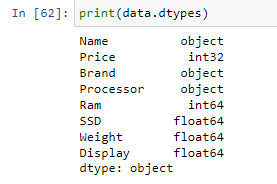 In [62]: print(data.dtypes)
Name object
Price int32
Brand object
Processor object
Ram int64
SSD float64
Weight float64
Display float64
dtype: object